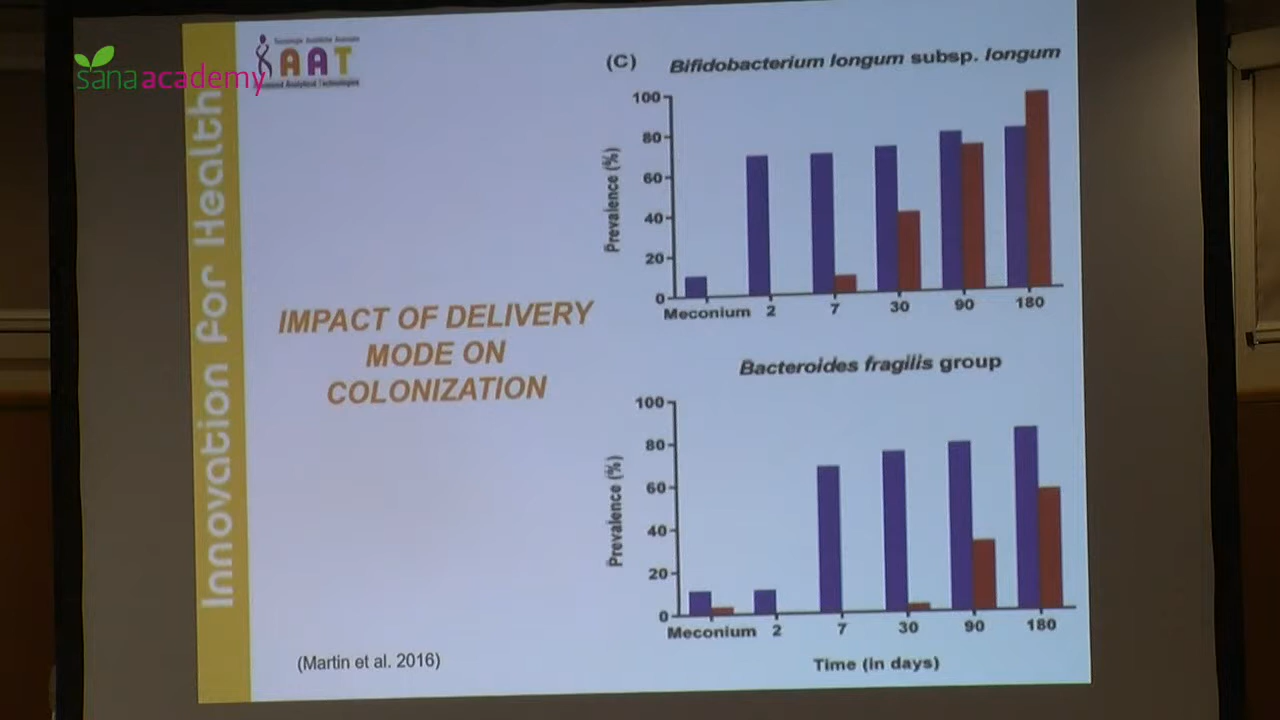 sanaacademy
Innovation for Health
AAT
IMPACT OF DELIVERY
MODE ON
COLONIZATION
(Martin et al. 2016)
(C)
Bifidobacterium longum subsp. longum
Prevalence (%)
100
80
60
40
20
0
Meconium 2 7 30 90 180
Bacteroides fragilis group
Prevalence (%)
100
80
60
40
20
0
Meconium 2 7 30 90 180
Time (in days)